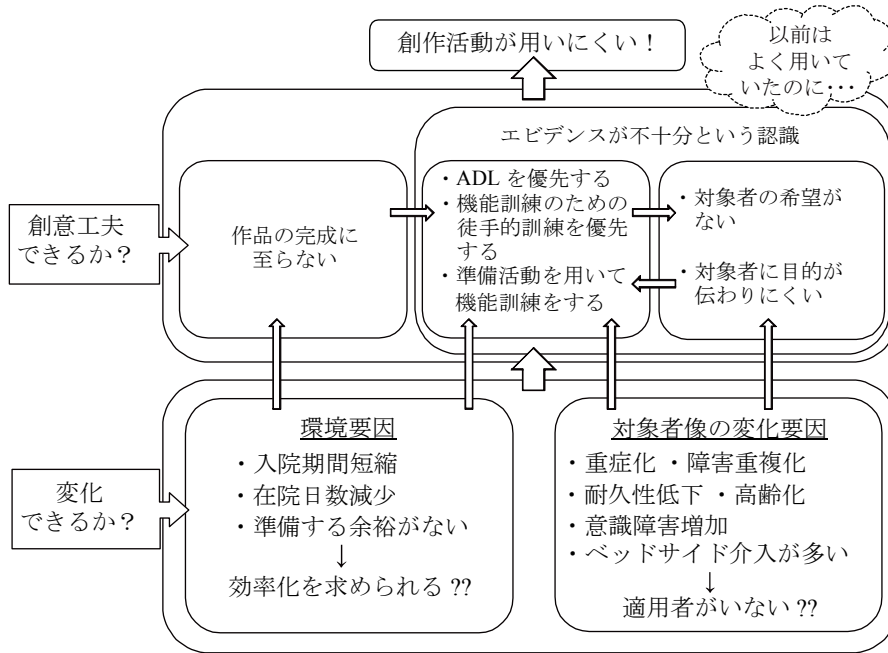 創作活動が用いにくい！
以前は
よく用いて
いたのに・・・
エビデンスが不十分という認識
創意工夫
できるか？
作品の完成に
至らない
・ADL を優先する
・機能訓練のための
徒手的訓練を優先
する
・準備活動を用いて
機能訓練をする
・対象者の希望が
ない
・対象者に目的が
伝わりにくい
変化
できるか？
環境要因
・入院期間短縮
・在院日数減少
・準備する余裕がない
↓
効率化を求められる ??
対象者像の変化要因
・重症化 ・障害重複化
・耐久性低下 ・高齢化
・意識障害増加
・ベッドサイド介入が多い
↓
適用者がいない ??